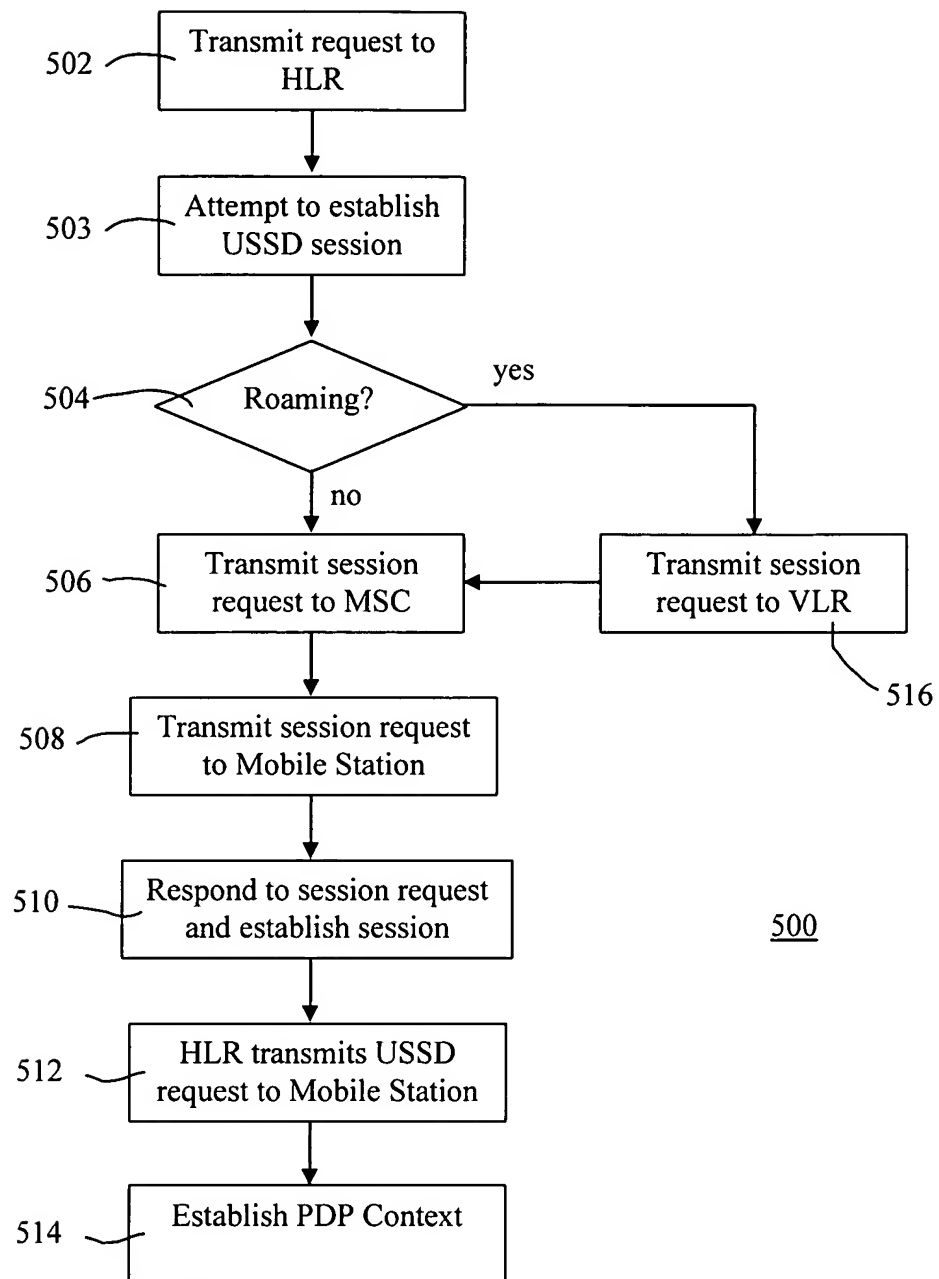 502
Transmit request to
HLR
503
Attempt to establish
USSD session
504
Roaming?
yes
no
506
Transmit session
request to MSC
Transmit session
request to VLR
516
508
Transmit session request
to Mobile Station
510
Respond to session request
and establish session
500
512
HLR transmits USSD
request to Mobile Station
514
Establish PDP Context